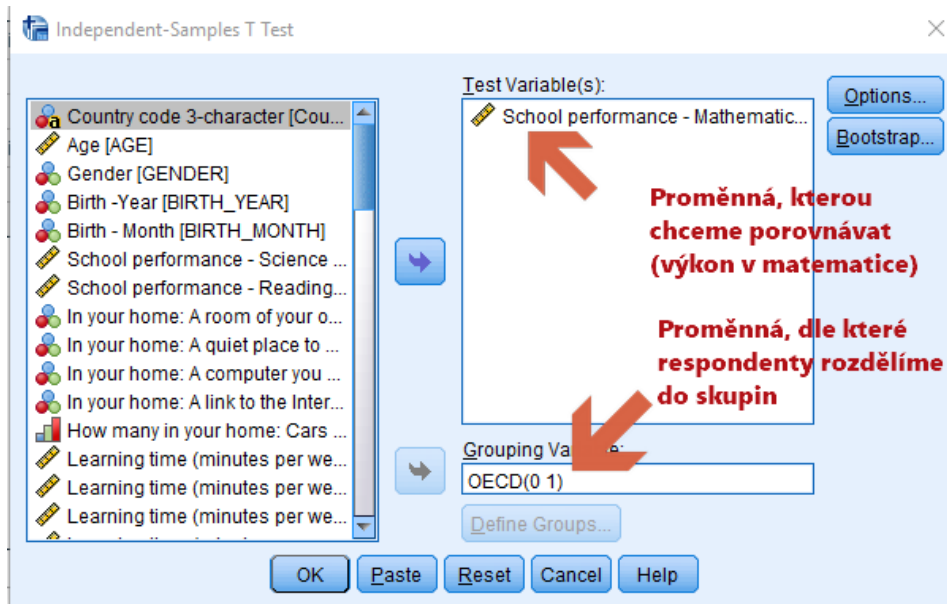 Independent-Samples T Test
Test Variable(s):
Country code 3-character [Cou...
Age [AGE]
Gender [GENDER]
Birth -Year [BIRTH_YEAR]
Birth - Month [BIRTH_MONTH]
School performance - Science ...
School performance - Reading...
In your home: A room of your o...
In your home: A quiet place to ...
In your home: A computer you ...
In your home: A link to the Inter...
How many in your home: Cars ...
Learning time (minutes per we...
Learning time (minutes per we...
Learning time (minutes per we...
School performance - Mathematic...
Options...
Bootstrap...
Proměnná, kterou
chceme porovnávat
(výkon v matematice)
Proměnná, dle které
respondenty rozdělíme
do skupin
Grouping
OECD(0 1)
Define Groups...
OK
Paste
Reset
Cancel
Help